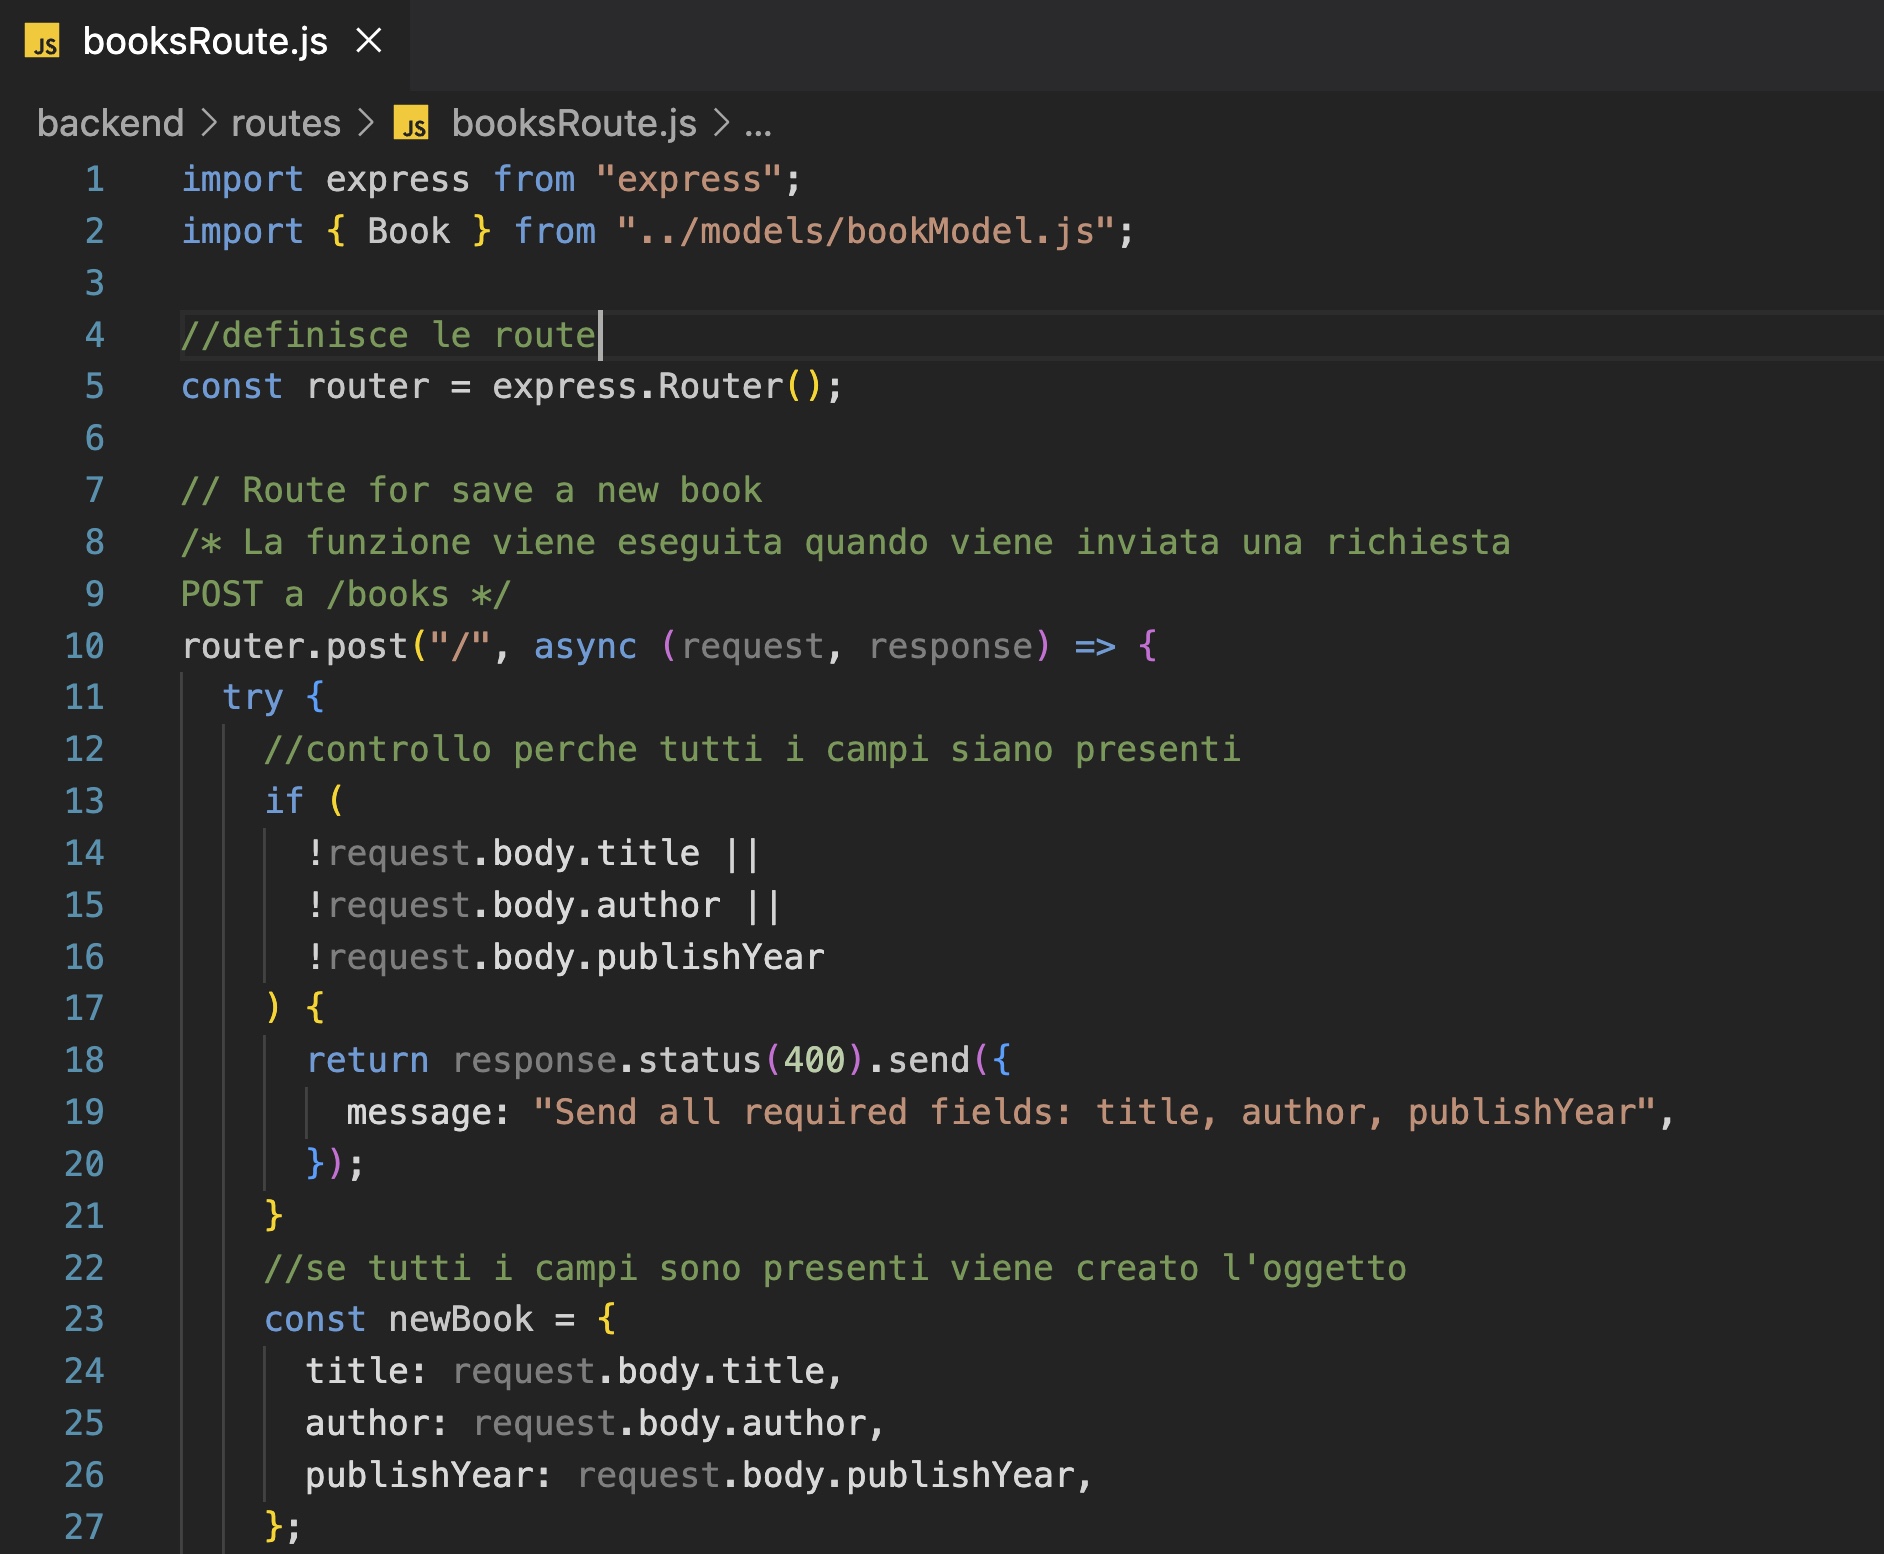 JS booksRoute.js ×
backend > routes > JS booksRoute.js > ...
1 import express from "express";
2 import { Book } from "../models/bookModel.js";
3
4 //definisce le route
5 const router = express.Router();
6
7 // Route for save a new book
8 /* La funzione viene eseguita quando viene inviata una richiesta
9 POST a /books */
10 router.post("/", async (request, response) => {
11   try {
12     //controllo perche tutti i campi siano presenti
13     if (
14       !request.body.title ||
15       !request.body.author ||
16       !request.body.publishYear
17     ) {
18       return response.status(400).send({
19         message: "Send all required fields: title, author, publishYear",
20       });
21     }
22     //se tutti i campi sono presenti viene creato l'oggetto
23     const newBook = {
24       title: request.body.title,
25       author: request.body.author,
26       publishYear: request.body.publishYear,
27     };